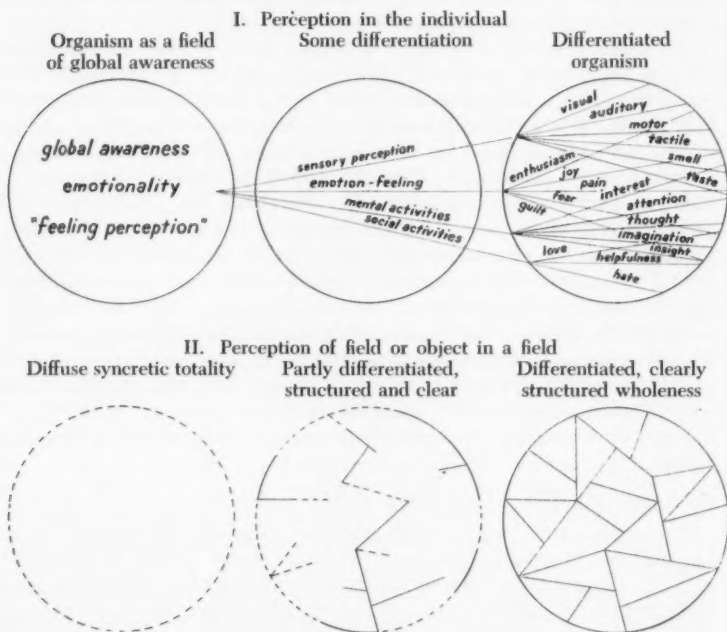 I. Perception in the individual
Organism as a field
of global awareness
Some differentiation
Differentiated
organism
global awareness
emotionality
"feeling perception"
sensory perception
emotion-feeling
mental activities
social activities
visual
auditory
motor
tactile
smell
taste
enthusiasm
joy
pain
interest
fear
guilt
attention
thought
imagination
insight
love
helpfulness
hate
II. Perception of field or object in a field
Diffuse syncretic totality
Partly differentiated,
structured and clear
Differentiated, clearly
structured wholeness